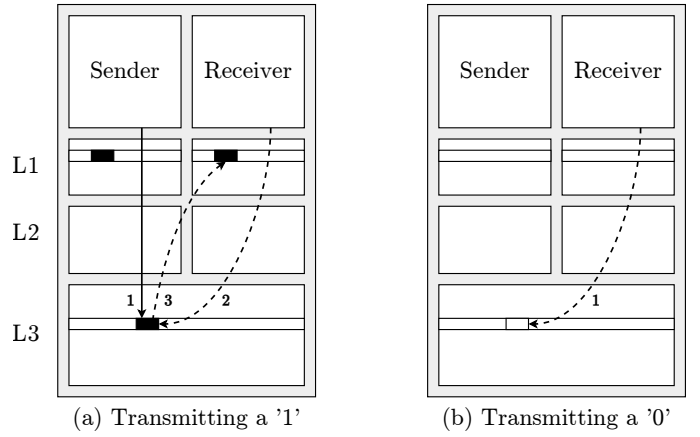 Sender
Receiver
L1
L2
L3
1
3
2
(a) Transmitting a '1'
Sender
Receiver
1
(b) Transmitting a '0'